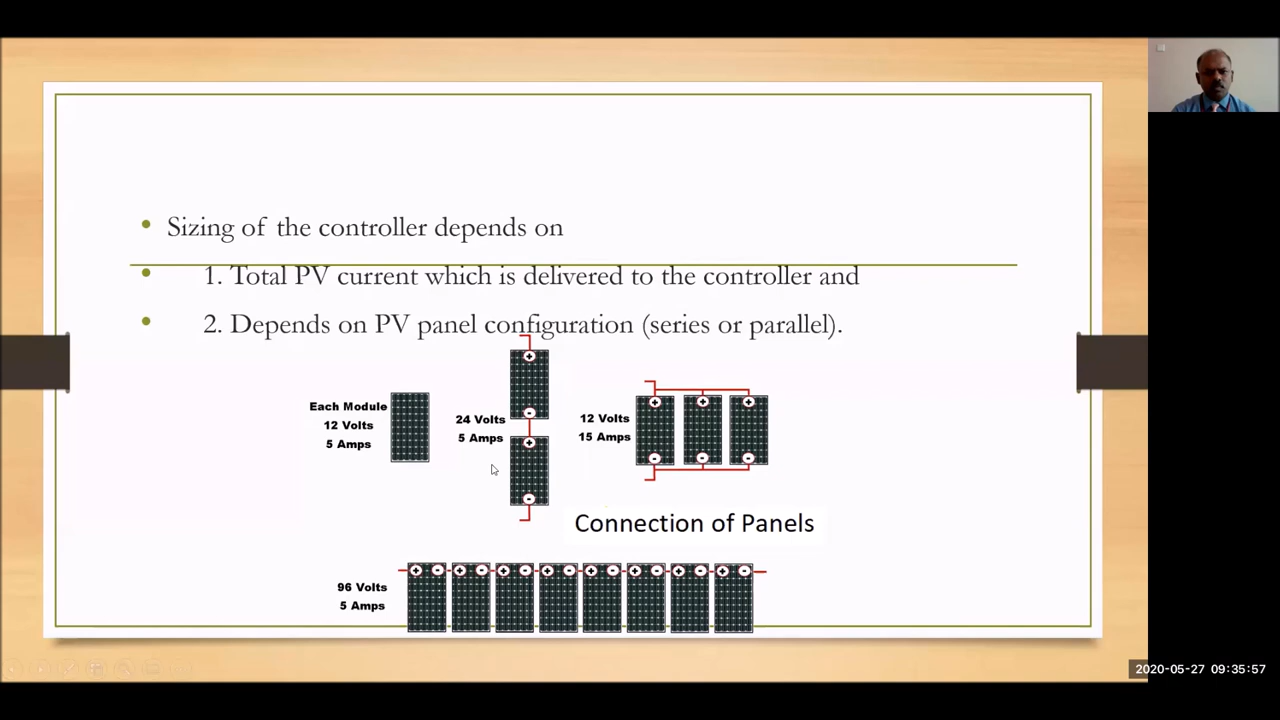 Sizing of the controller depends on
1. Total PV current which is delivered to the controller and
2. Depends on PV panel configuration (series or parallel).
Each Module
12 Volts
5 Amps
24 Volts
5 Amps
12 Volts
15 Amps
Connection of Panels
96 Volts
5 Amps
2020-05-27 09:35:57